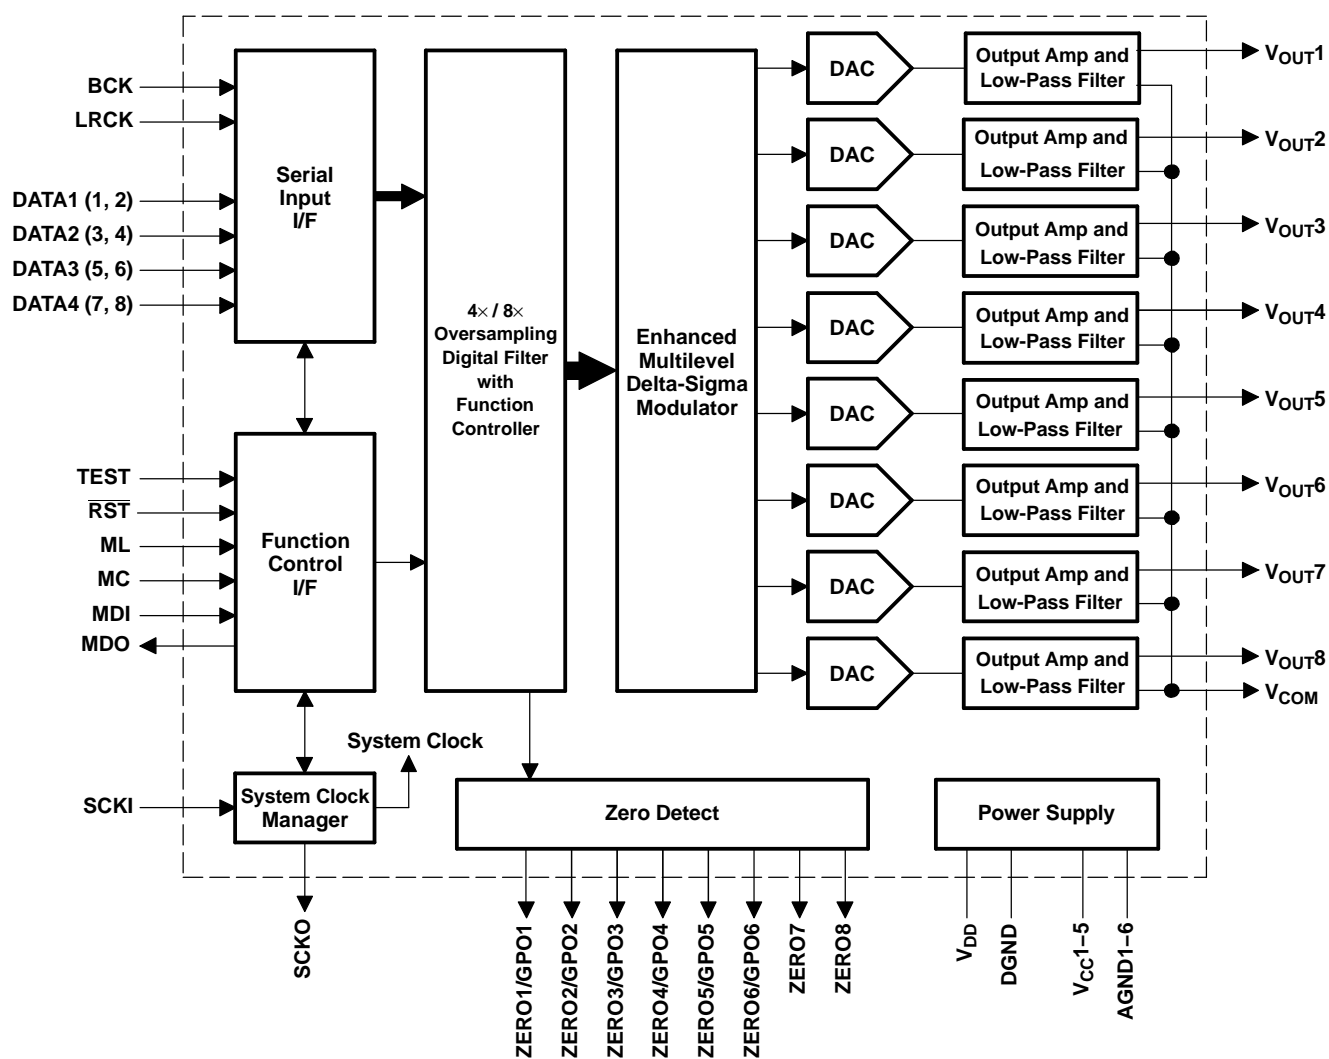 BCK
LRCK
DATA1 (1, 2)
DATA2 (3, 4)
DATA3 (5, 6)
DATA4 (7, 8)
TEST
RST
ML
MC
MDI
MDO
SCKI
Serial
Input
I/F
Function
Control
I/F
System Clock
Manager
System Clock
SCKO
4× / 8×
Oversampling
Digital Filter
with
Function
Controller
Enhanced
Multilevel
Delta-Sigma
Modulator
DAC
Output Amp and
Low-Pass Filter
VOUT1
DAC
Output Amp and
Low-Pass Filter
VOUT2
DAC
Output Amp and
Low-Pass Filter
VOUT3
DAC
Output Amp and
Low-Pass Filter
VOUT4
DAC
Output Amp and
Low-Pass Filter
VOUT5
DAC
Output Amp and
Low-Pass Filter
VOUT6
DAC
Output Amp and
Low-Pass Filter
VOUT7
DAC
Output Amp and
Low-Pass Filter
VOUT8
VCOM
Zero Detect
ZERO1/GPO1
ZERO2/GPO2
ZERO3/GPO3
ZERO4/GPO4
ZERO5/GPO5
ZERO6/GPO6
ZERO7
ZERO8
Power Supply
VDD
DGND
VCC1–5
AGND1–6